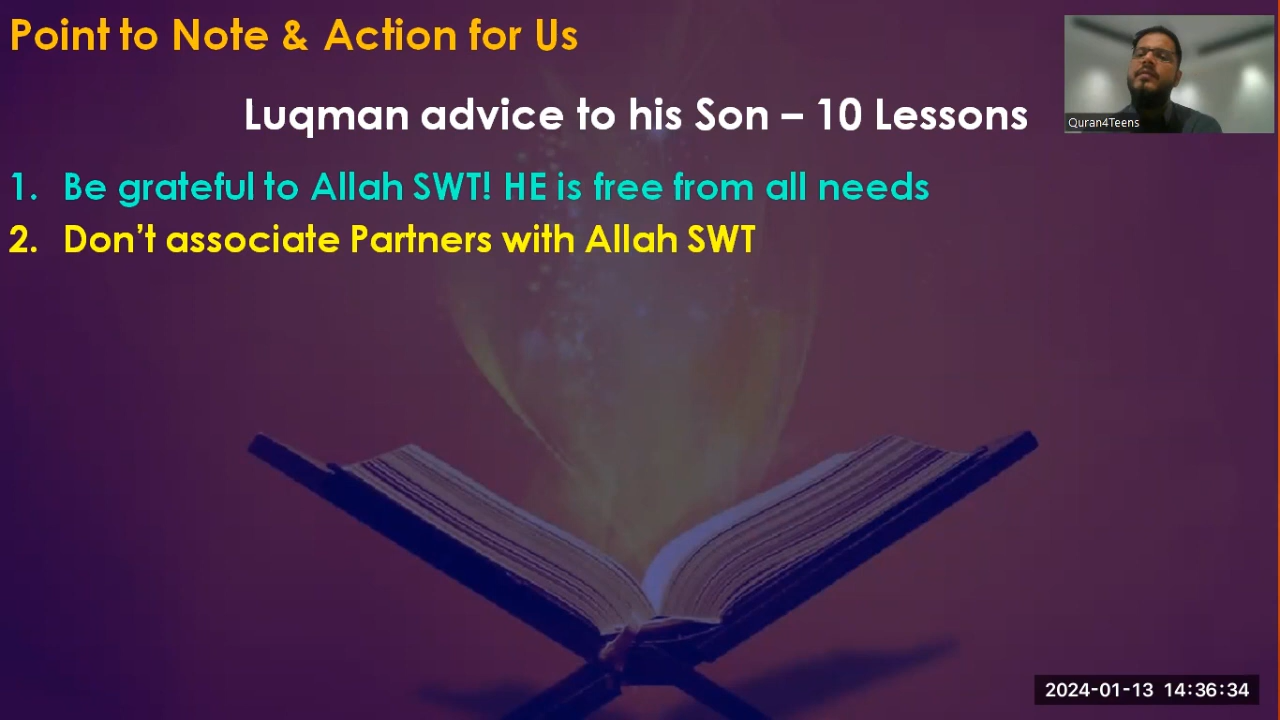 Point to Note & Action for Us
Quran4Teens
Luqman advice to his Son – 10 Lessons
1. Be grateful to Allah SWT! HE is free from all needs
2. Don't associate Partners with Allah SWT
2024-01-13 14:36:34